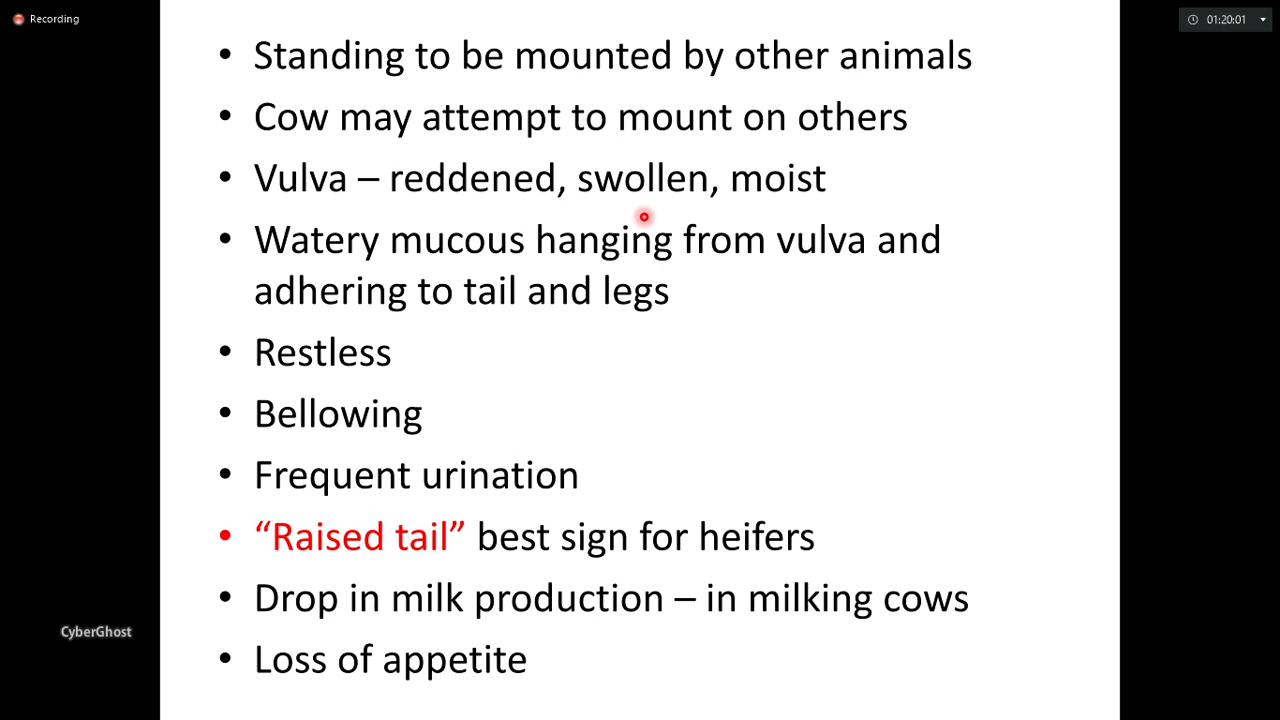 Recording
01:20:01
• Standing to be mounted by other animals
• Cow may attempt to mount on others
• Vulva – reddened, swollen, moist
• Watery mucous hanging from vulva and
adhering to tail and legs
• Restless
• Bellowing
• Frequent urination
• “Raised tail” best sign for heifers
• Drop in milk production – in milking cows
CyberGhost
• Loss of appetite